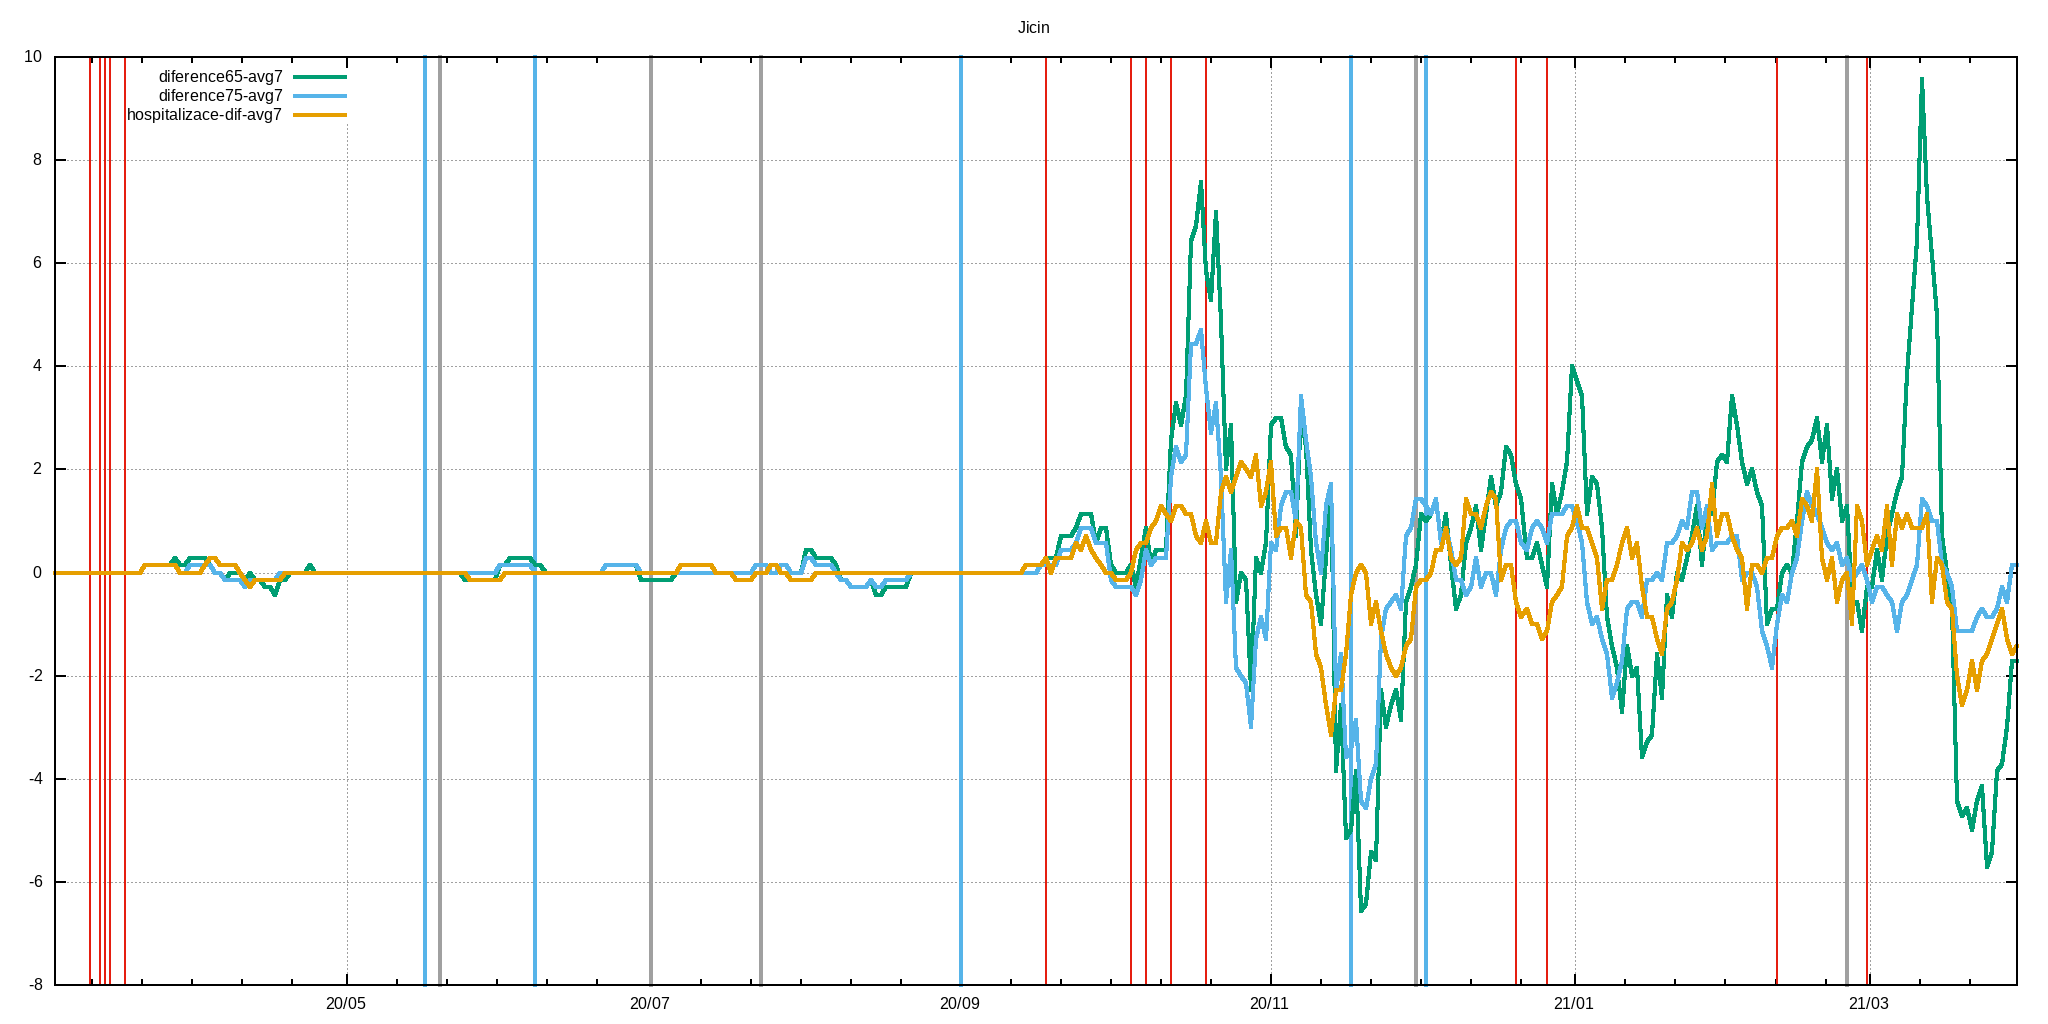 Jicin
diference65-avg7
diference75-avg7
hospitalizace-dif-avg7
10
8
6
4
2
0
-2
-4
-6
-8
20/05 20/07 20/09 20/11 21/01 21/03